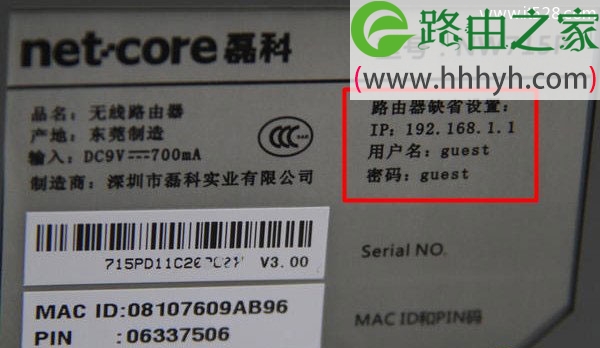 路由之家
(www.hhhyh.com)
net·core 磊科
品名：无线路由器
产地：东莞制造
输入：DC9V⎓700mA
制造商：深圳市磊科实业有限公司
CCC
路由器缺省设置：
IP：192.168.1.1
用户名：guest
密码：guest
V3.00
Serial NO.
MAC ID:08107609AB96
PIN :06337506
MAC ID和PIN码